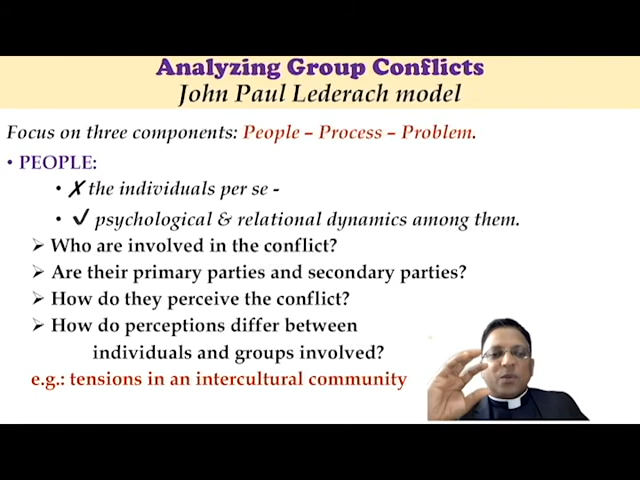 Analyzing Group Conflicts
John Paul Lederach model
Focus on three components: People – Process – Problem.
• PEOPLE:
• ✗ the individuals per se -
• ✓ psychological & relational dynamics among them.
➢ Who are involved in the conflict?
➢ Are their primary parties and secondary parties?
➢ How do they perceive the conflict?
➢ How do perceptions differ between
individuals and groups involved?
e.g.: tensions in an intercultural community